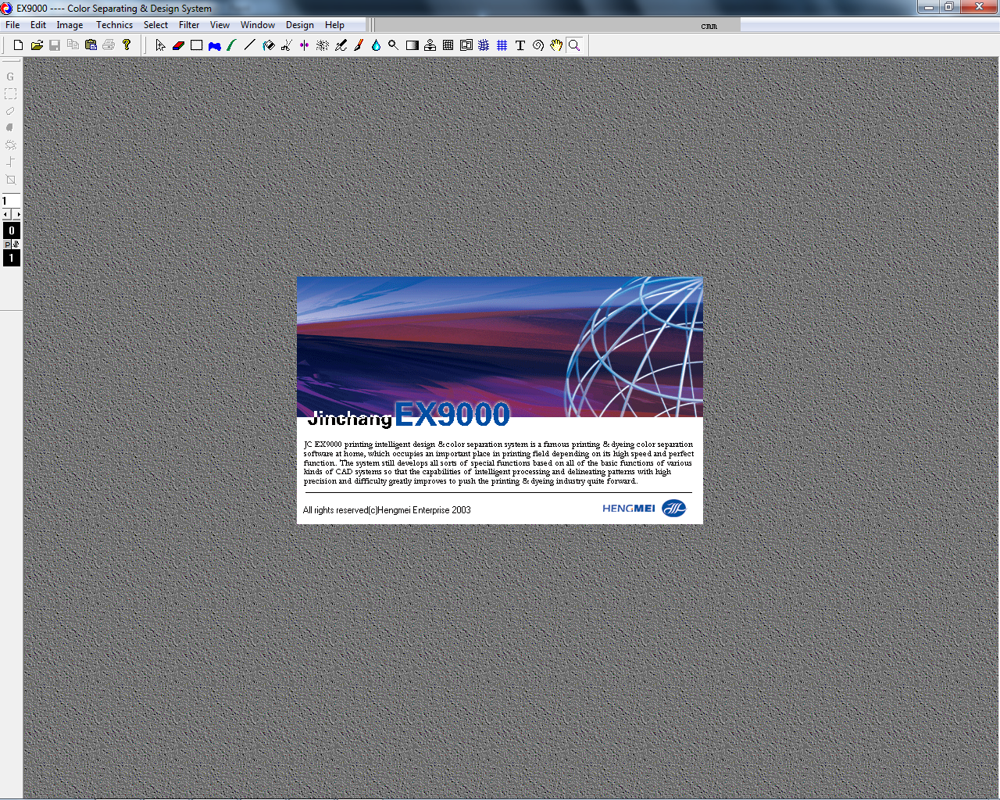 EX9000 ---- Color Separating & Design System
File Edit Image Technics Select Filter View Window Design Help
cmm
G
1
0
P
1
Jinchang EX9000
JC EX9000 printing intelligent design & color separation system is a famous printing & dyeing color separation
software at home, which occupies an important place in printing field depending on its high speed and perfect
function. The system still develops all sorts of special functions based on all of the basic functions of various
kinds of CAD systems so that the capabilities of intelligent processing and delineating patterns with high
precision and difficulty greatly improves to push the printing & dyeing industry quite forward.
All rights reserved(c)Hengmei Enterprise 2003
HENGMEI